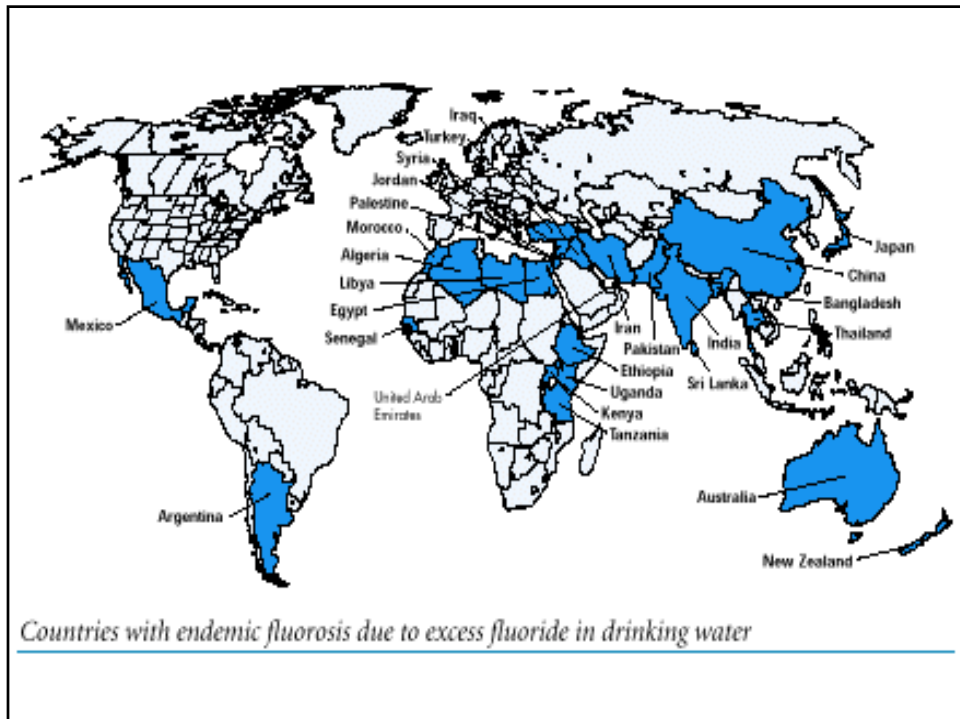 Iraq
Turkey
Syria
Jordan
Palestine
Morocco
Algeria
Libya
Egypt
Senegal
Mexico
United Arab
Emirates
Argentina
Iran
Pakistan
India
Sri Lanka
Ethiopia
Uganda
Kenya
Tanzania
Japan
China
Bangladesh
Thailand
Australia
New Zealand
Countries with endemic fluorosis due to excess fluoride in drinking water